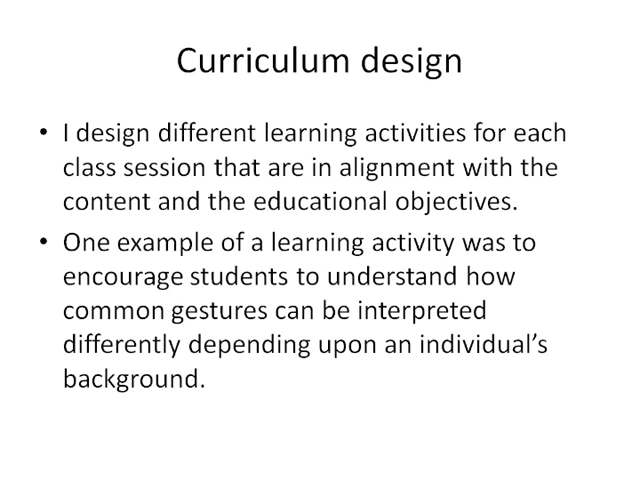 Curriculum design
• I design different learning activities for each
class session that are in alignment with the
content and the educational objectives.
• One example of a learning activity was to
encourage students to understand how
common gestures can be interpreted
differently depending upon an individual’s
background.